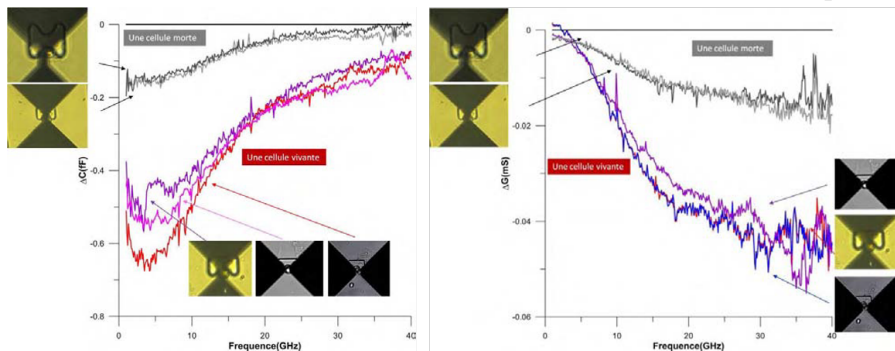 0
-0.2
-0.4
-0.6
-0.8
ΔC(fF)
Une cellule morte
Une cellule vivante
0
10
20
30
40
Frequence(GHz)
0
-0.02
-0.04
-0.06
ΔG(mS)
Une cellule morte
Une cellule vivante
0
10
20
30
40
Frequence(GHz)